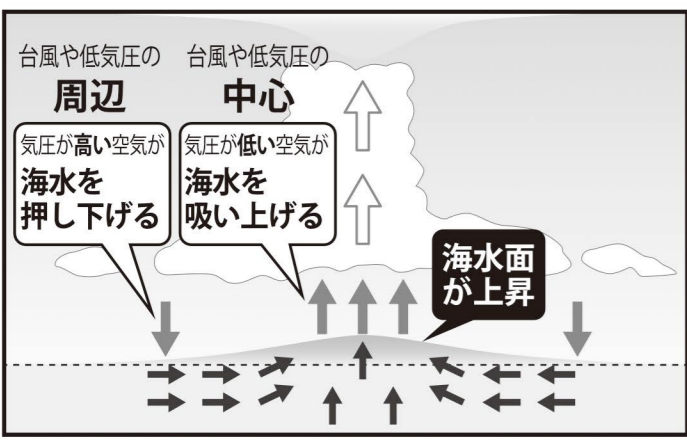 台風や低気圧の
周辺
気圧が高い空気が
海水を
押し下げる
台風や低気圧の
中心
気圧が低い空気が
海水を
吸い上げる
海水面
が上昇